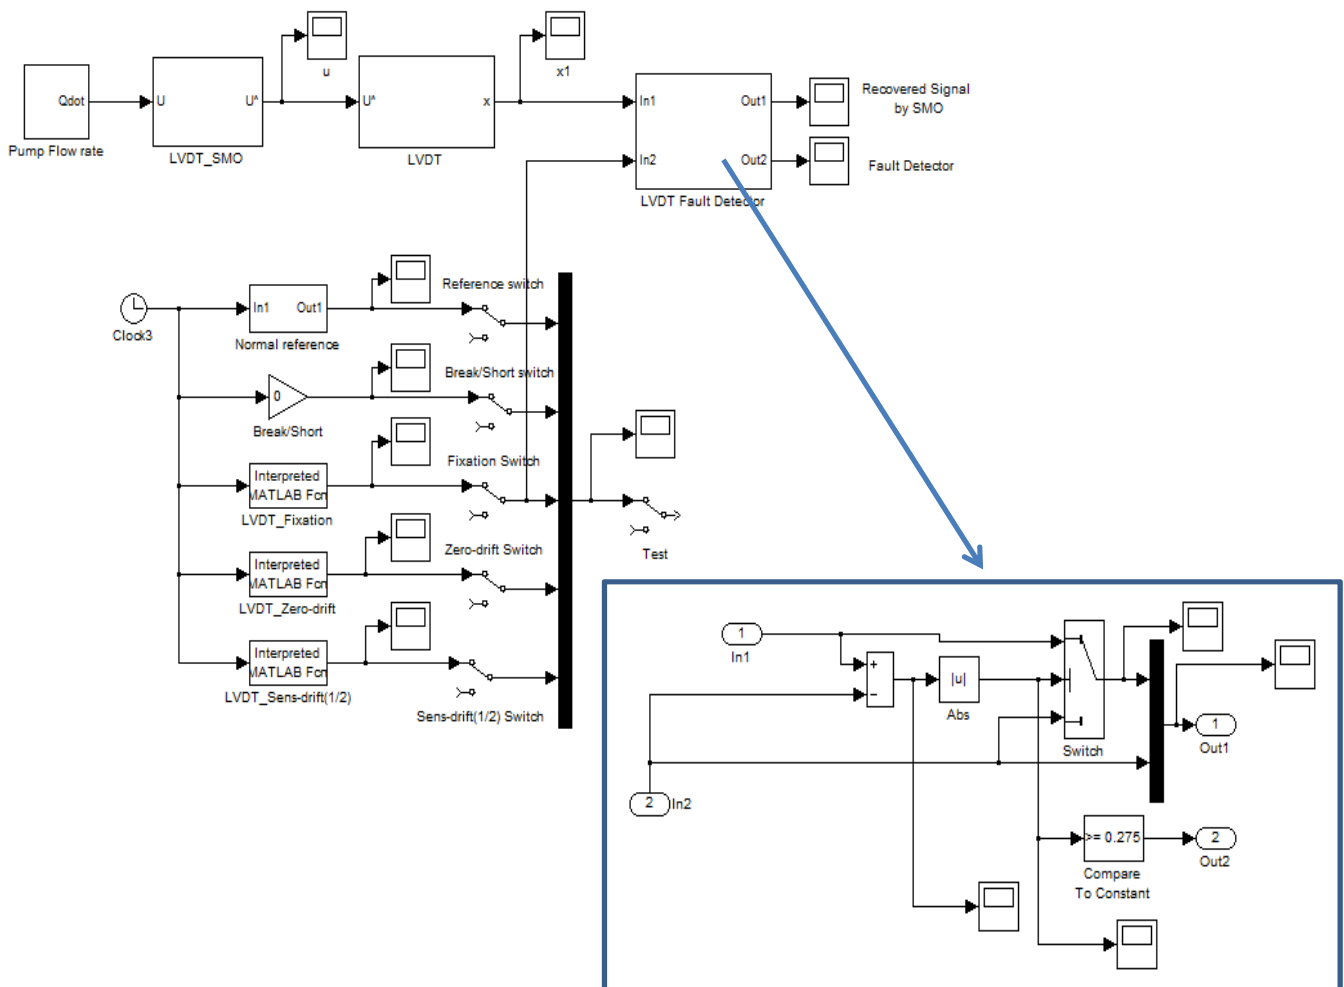 Qdot
Pump Flow rate
U
U^
LVDT_SMO
u
U^
x
LVDT
x1
In1
In2
Out1
Out2
LVDT Fault Detector
Recovered Signal
by SMO
Fault Detector
Clock3
In1
Out1
Normal reference
Reference switch
0
Break/Short
Break/Short switch
Interpreted
MATLAB Fcn
LVDT_Fixation
Fixation Switch
Interpreted
MATLAB Fcn
LVDT_Zero-drift
Zero-drift Switch
Interpreted
MATLAB Fcn
LVDT_Sens-drift(1/2)
Sens-drift(1/2) Switch
Test
1
In1
+
−
|u|
Abs
Switch
1
Out1
2
In2
>= 0.275
Compare
To Constant
2
Out2